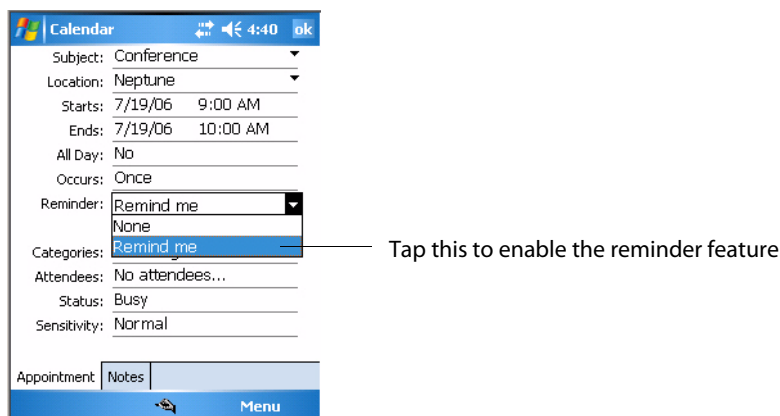 Calendar 4:40 ok
Subject: Conference
Location: Neptune
Starts: 7/19/06 9:00 AM
Ends: 7/19/06 10:00 AM
All Day: No
Occurs: Once
Reminder: Remind me
None
Remind me
Tap this to enable the reminder feature
Categories:
Attendees: No attendees...
Status: Busy
Sensitivity: Normal
Appointment Notes
Menu